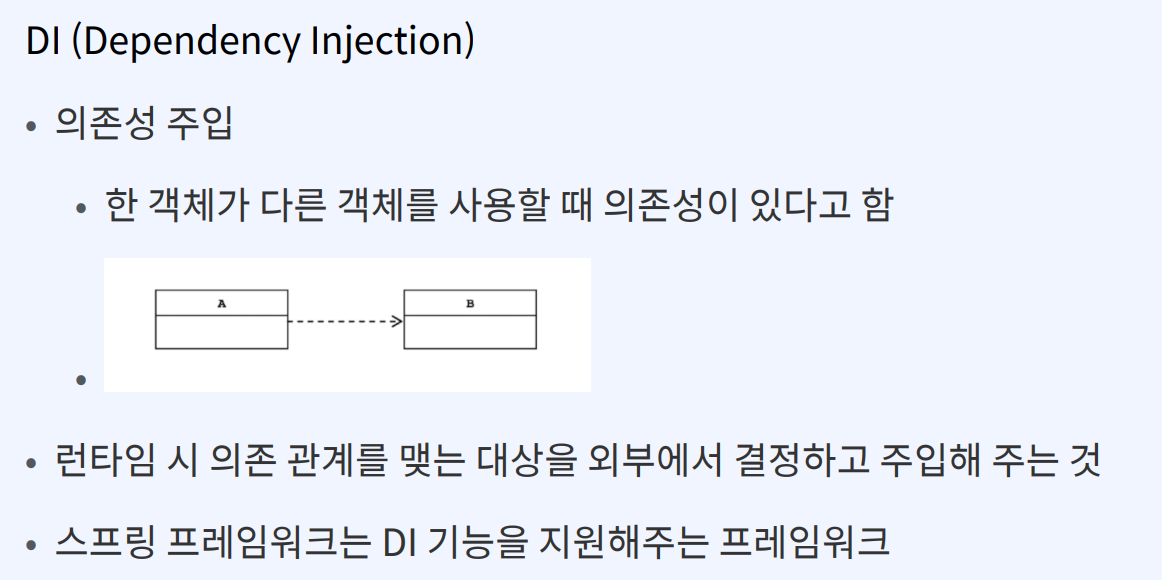 DI (Dependency Injection)
• 의존성 주입
• 한 객체가 다른 객체를 사용할 때 의존성이 있다고 함
A
B
•
• 런타임 시 의존 관계를 맺는 대상을 외부에서 결정하고 주입해 주는 것
• 스프링 프레임워크는 DI 기능을 지원해주는 프레임워크